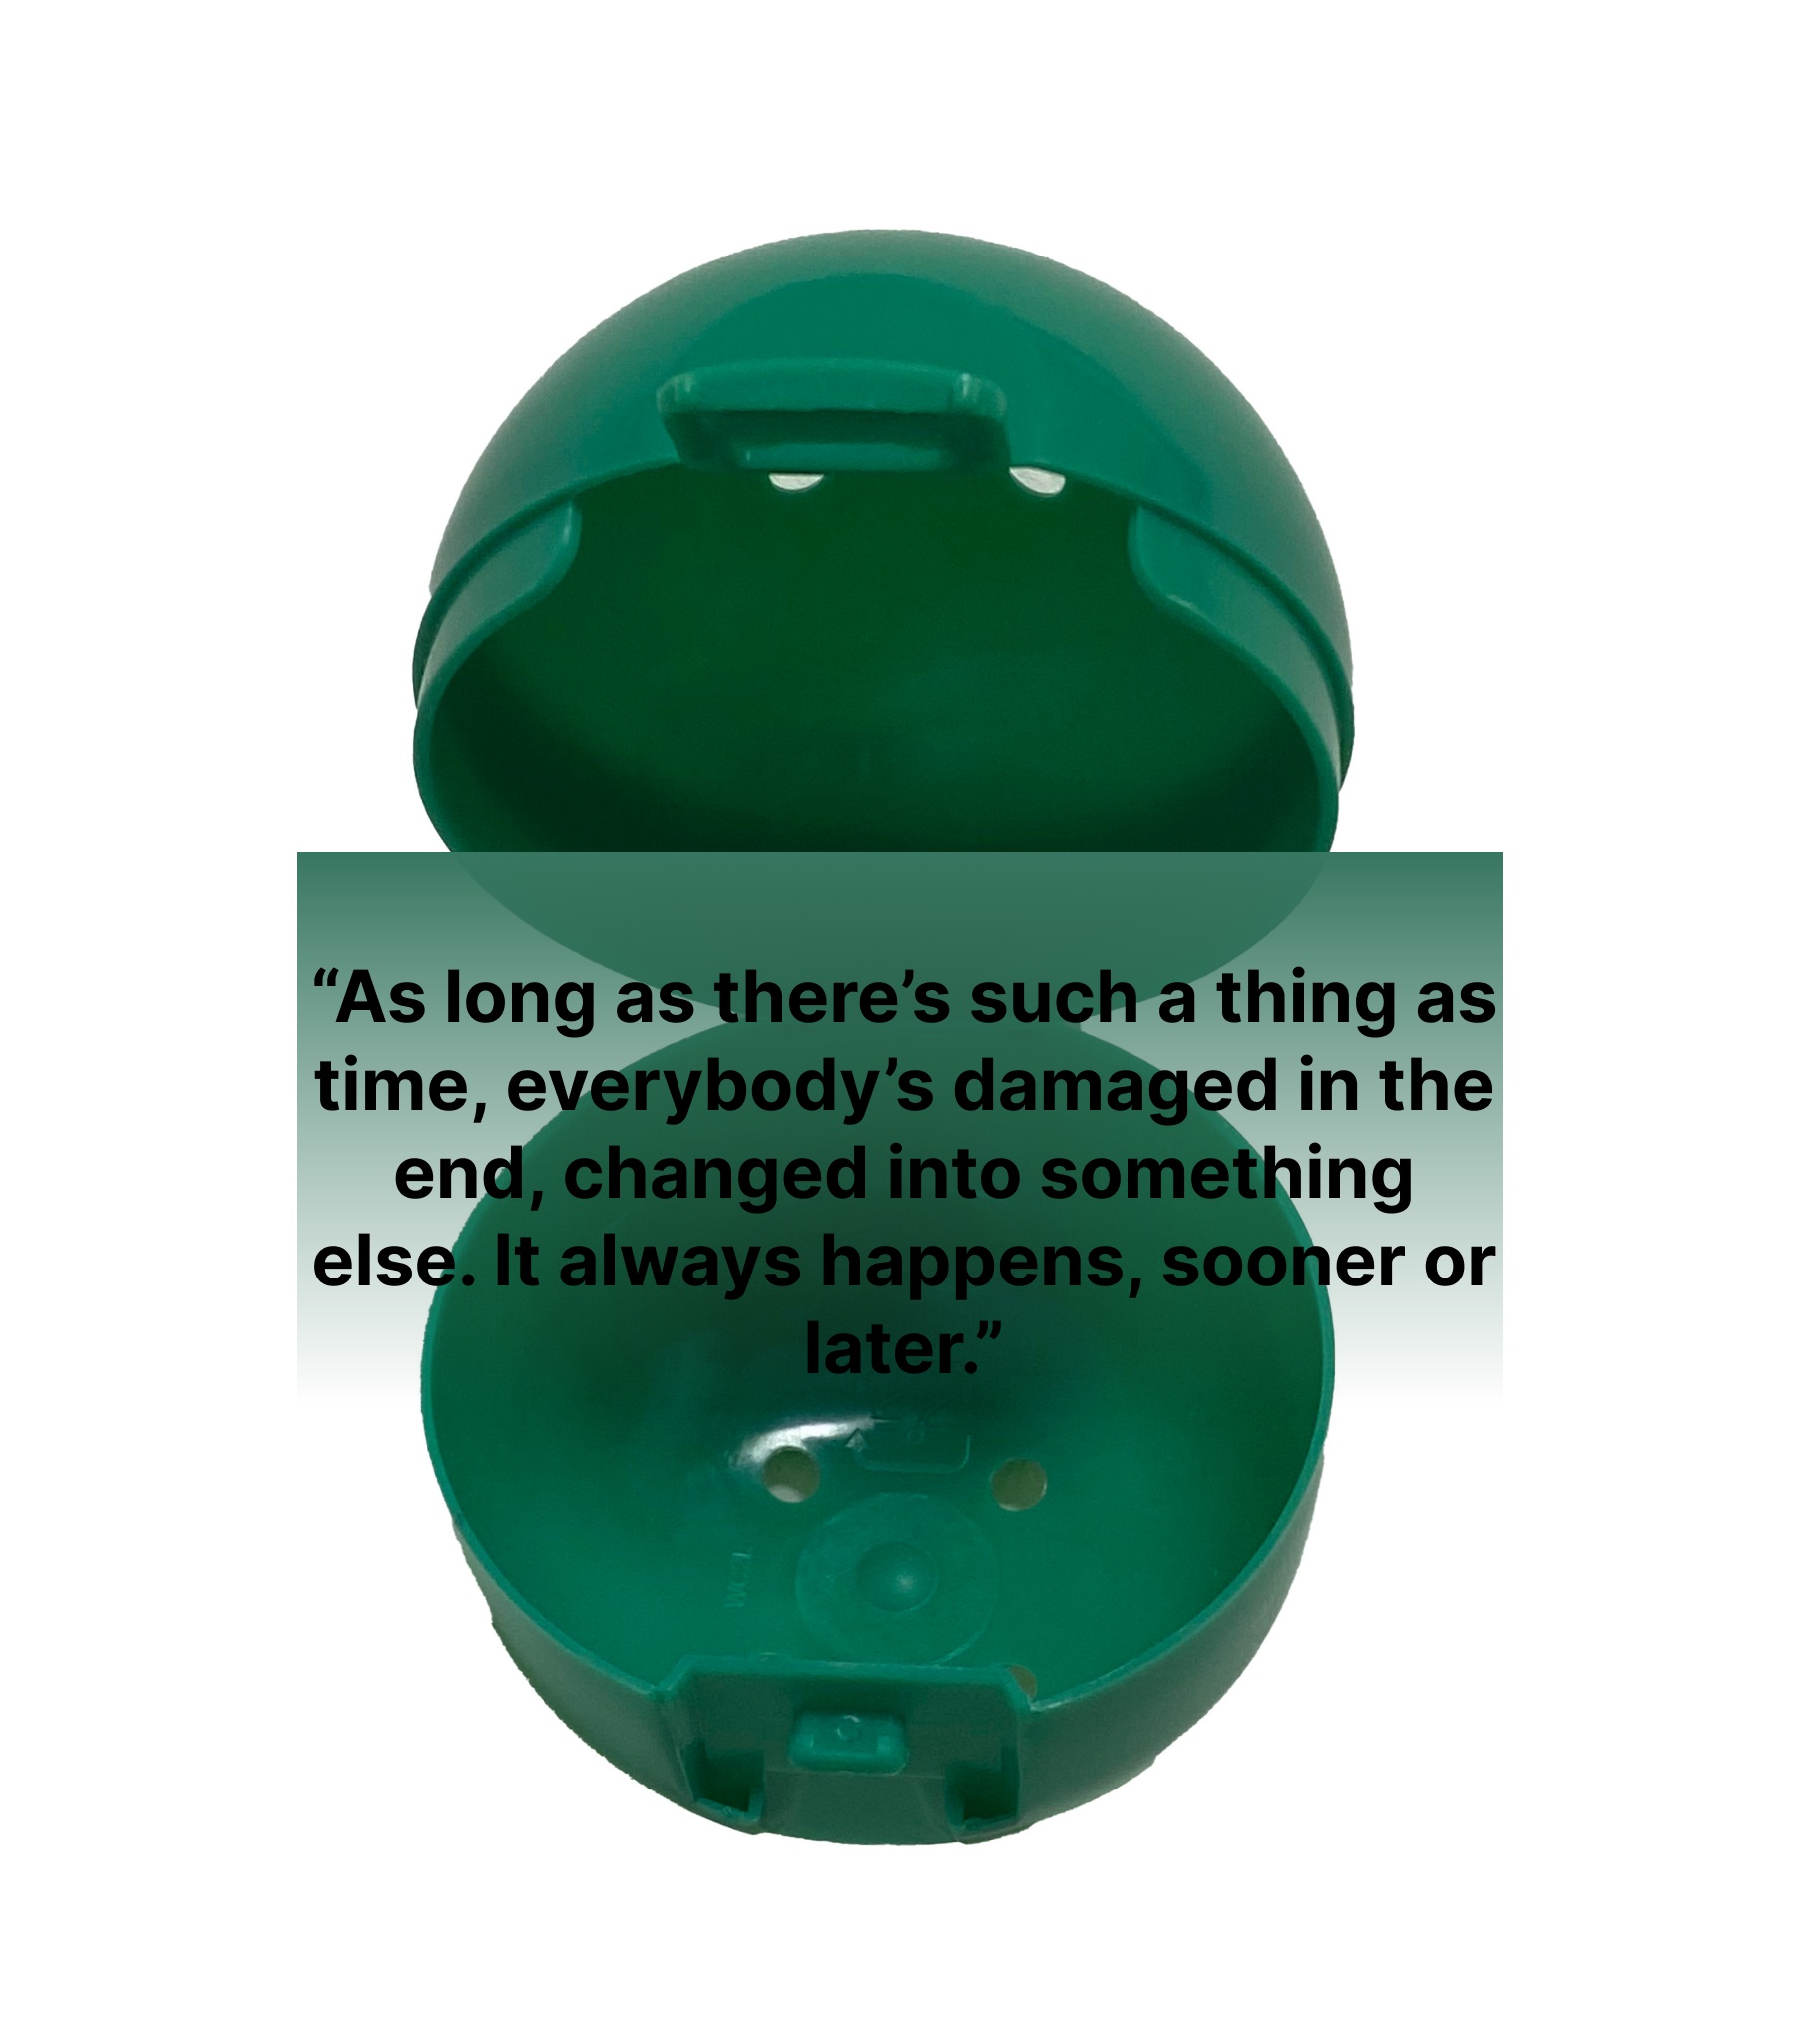 “As long as there’s such a thing as
time, everybody’s damaged in the
end, changed into something
else. It always happens, sooner or
later.”